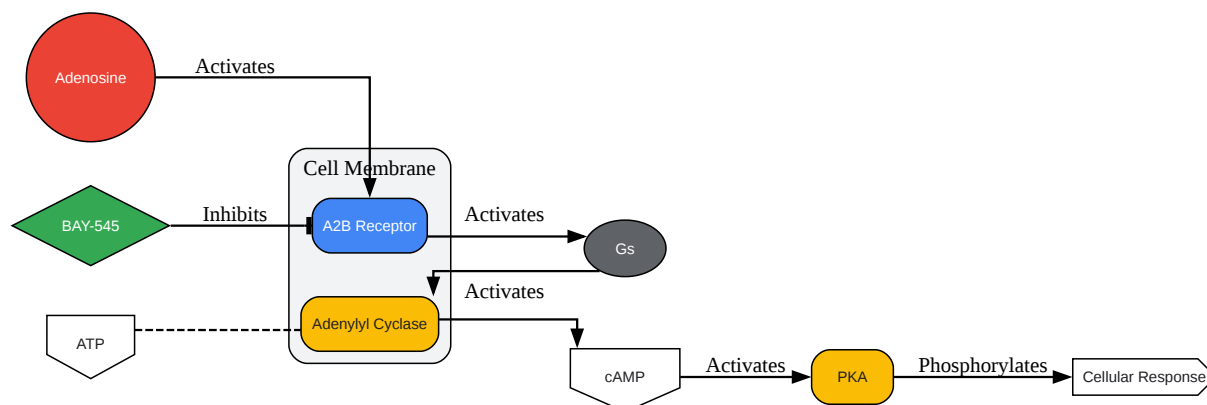 Adenosine
Activates
Cell Membrane
BAY-545
Inhibits
A2B Receptor
Activates
Gs
Activates
ATP
Adenylyl Cyclase
cAMP
Activates
PKA
Phosphorylates
Cellular Response